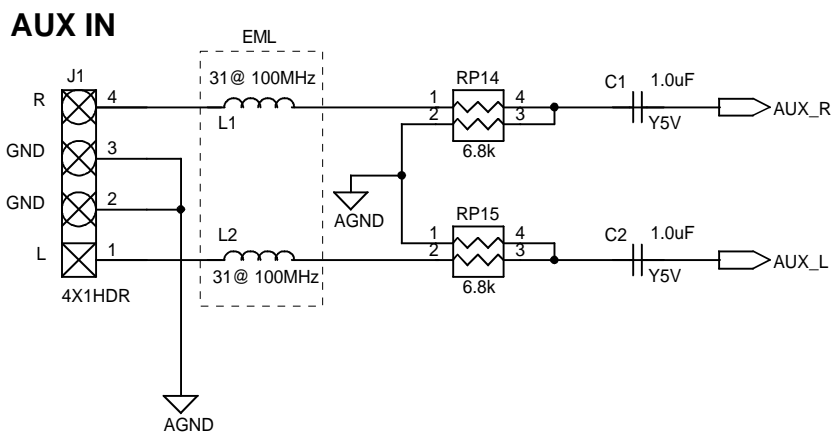 AUX IN
EML
J1
31@ 100MHz
RP14
C1
1.0uF
R
4
L1
1
2
4
3
AUX_R
Y5V
GND
3
6.8k
GND
2
AGND
RP15
L
1
L2
1
2
4
3
C2
1.0uF
AUX_L
Y5V
31@ 100MHz
6.8k
4X1HDR
AGND